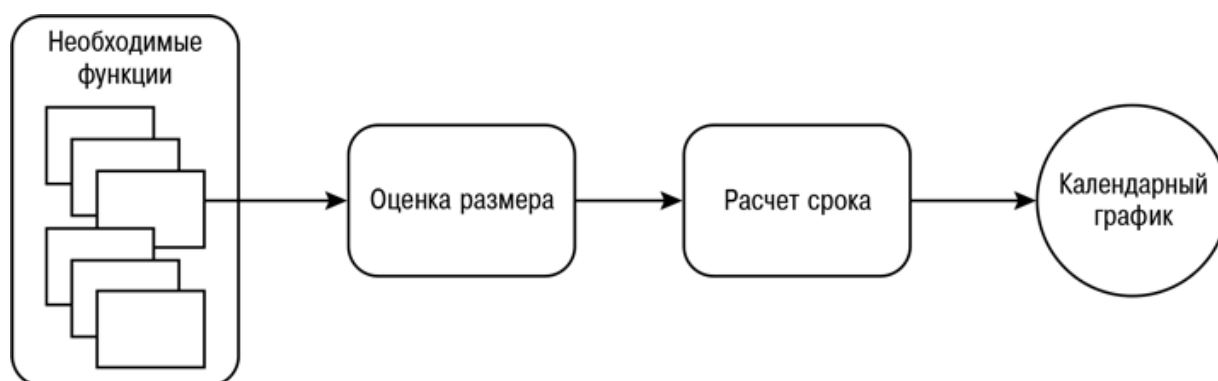 Необходимые
функции
Оценка размера
Расчет срока
Календарный
график